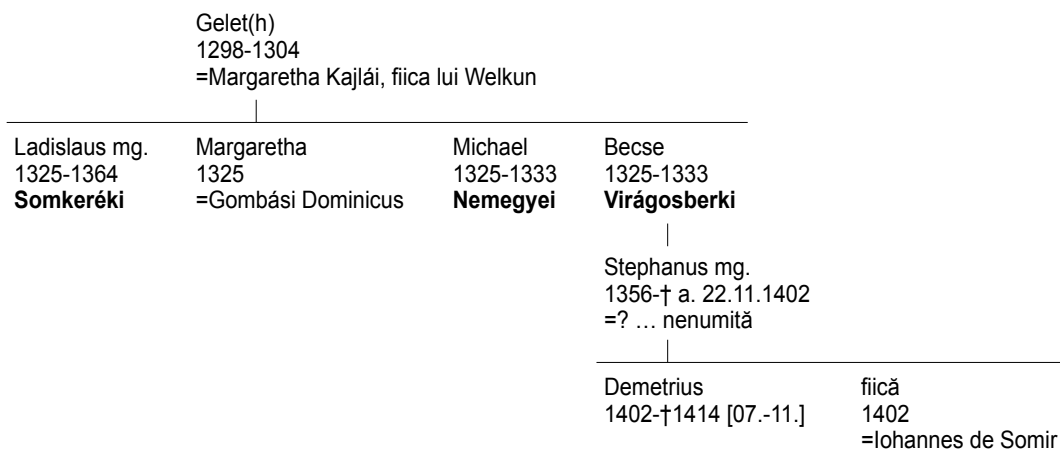 Gelet(h)
1298-1304
=Margaretha Kajlái, fiica lui Welkun
Ladislaus mg.
1325-1364
Somkeréki
Margaretha
1325
=Gombási Dominicus
Michael
1325-1333
Nemegyei
Becse
1325-1333
Virágosberki
Stephanus mg.
1356-† a. 22.11.1402
=? … nenumită
Demetrius
1402-†1414 [07.-11.]
fiică
1402
=Iohannes de Somir